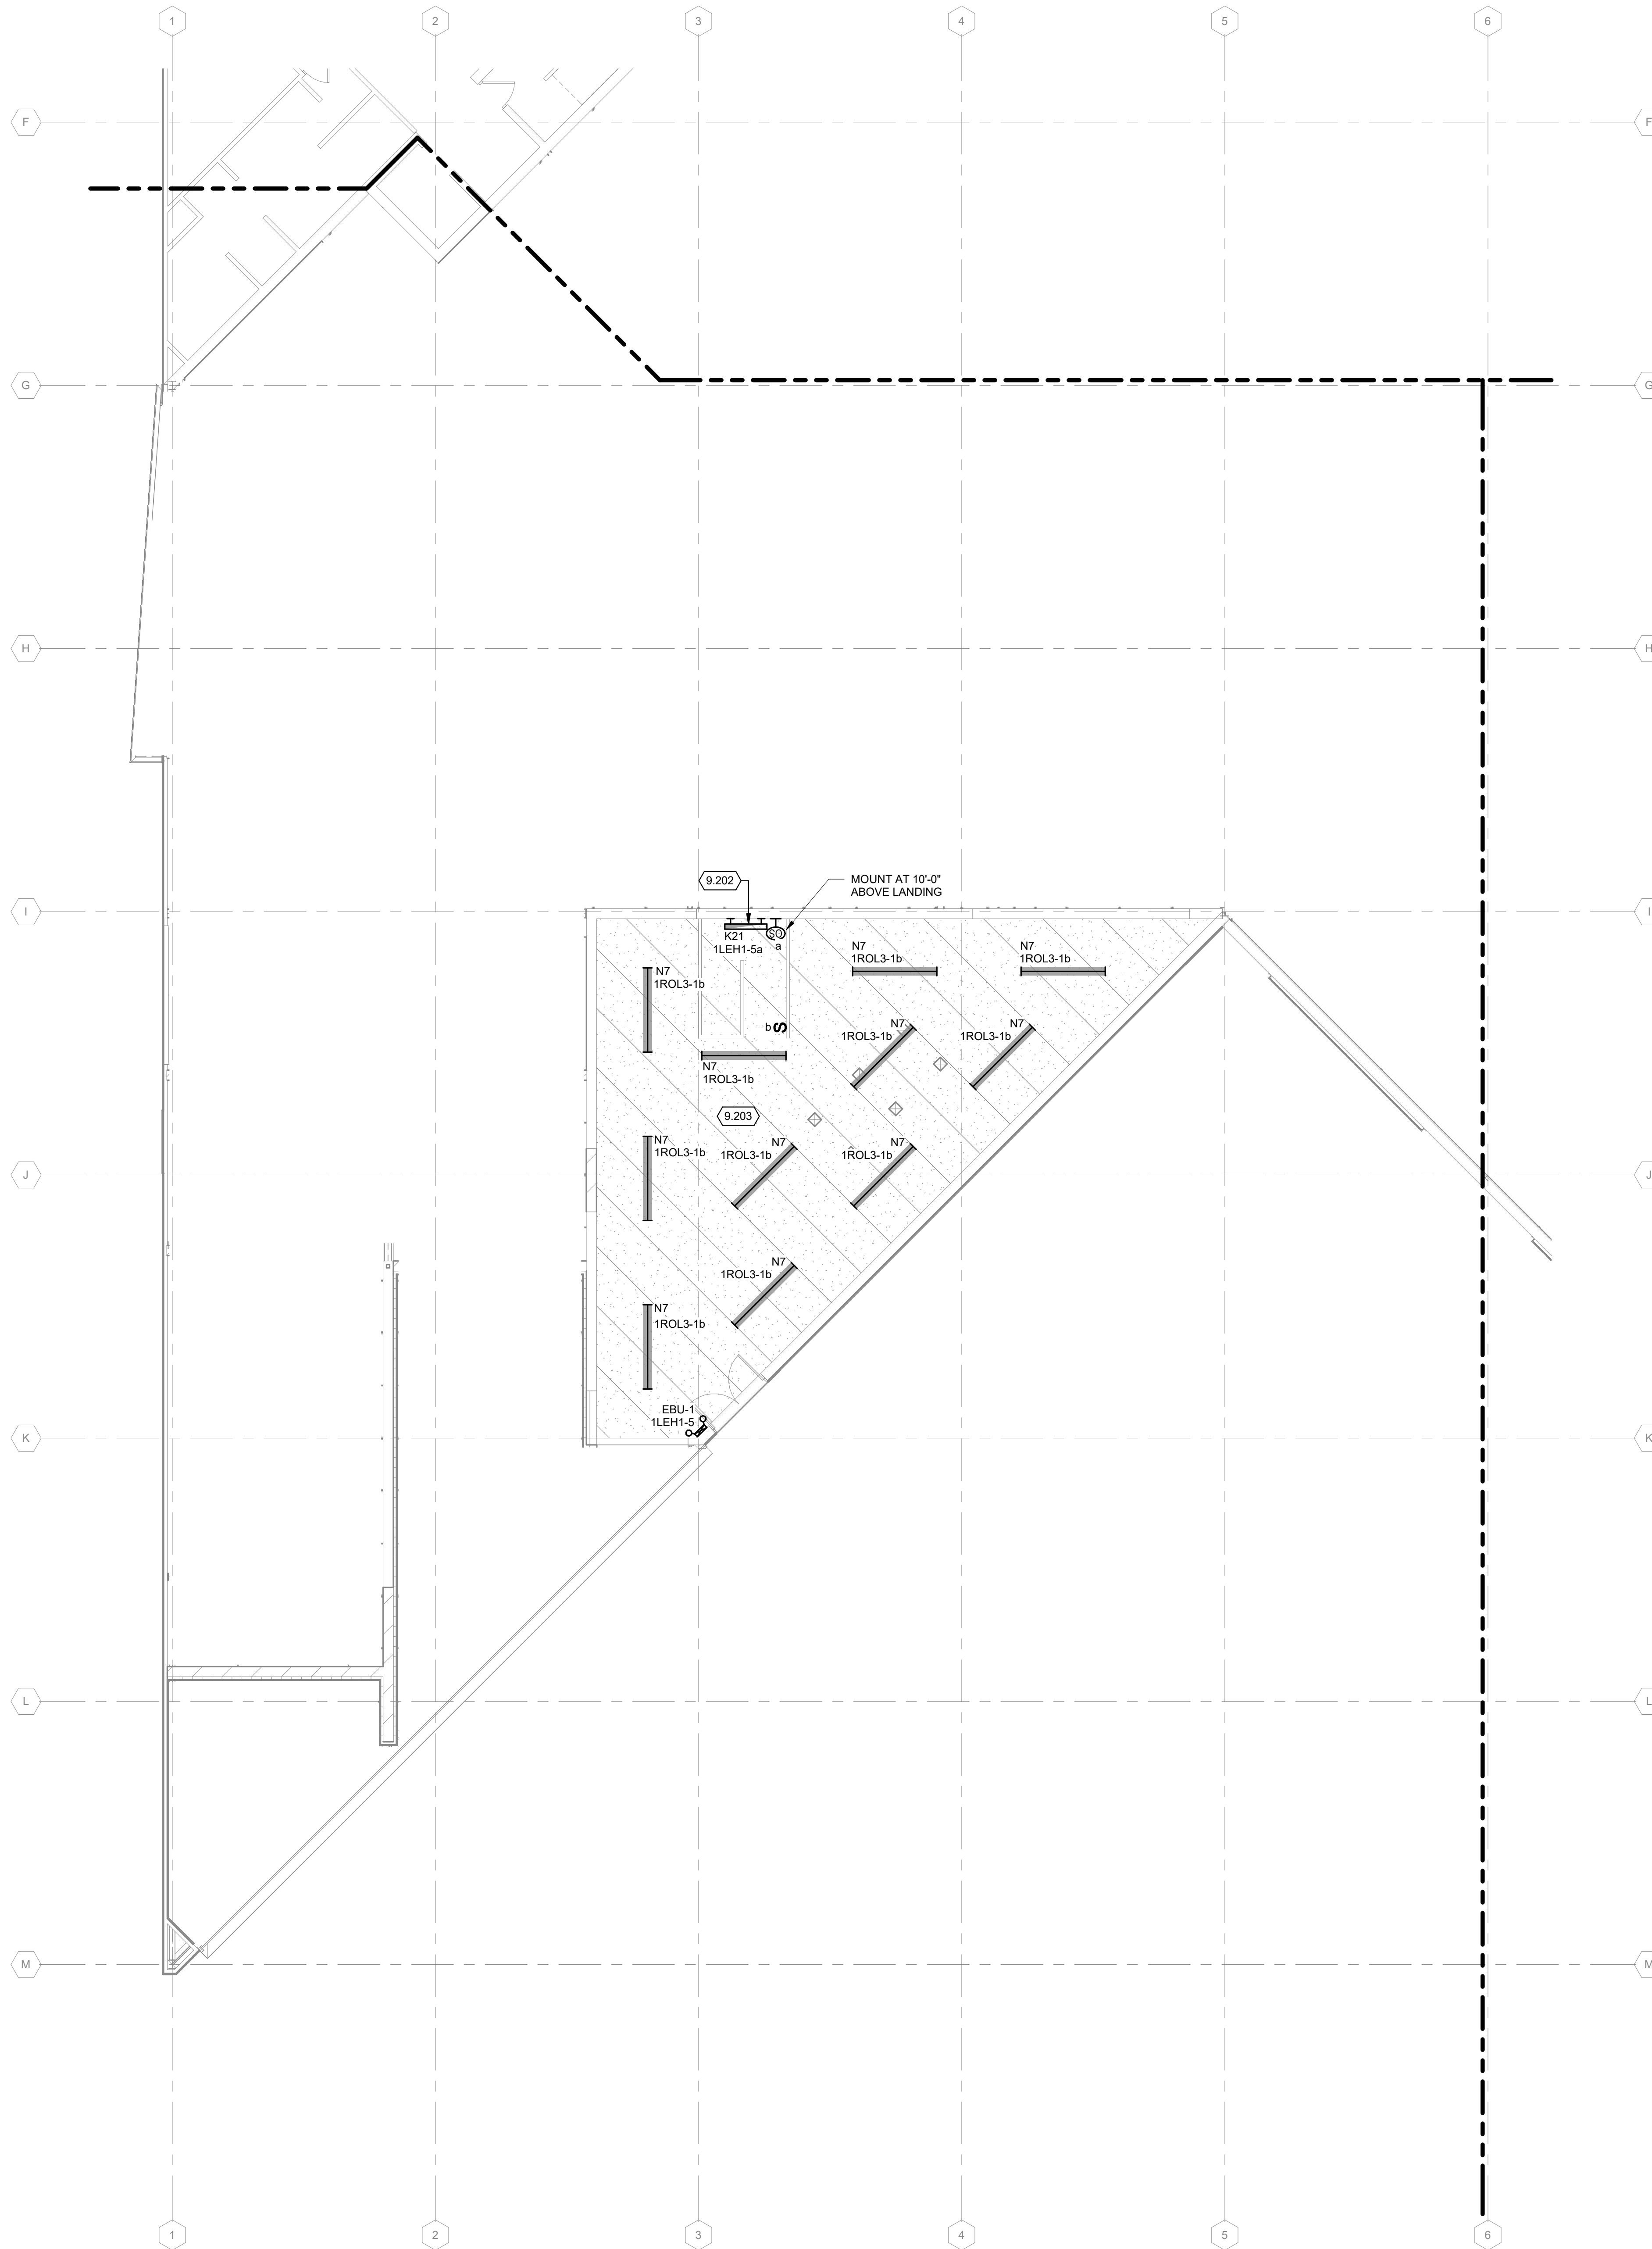 1 2 3 4 5 6
F F
G G
H H
9.202 MOUNT AT 10'-0"
ABOVE LANDING
I I
K21 SO
1LEH1-5a a
N7 N7
1ROL3-1b 1ROL3-1b
N7
1ROL3-1b
b S N7 N7
1ROL3-1b 1ROL3-1b
N7
1ROL3-1b
9.203
N7 N7 N7
1ROL3-1b 1ROL3-1b 1ROL3-1b
J J
N7
1ROL3-1b
N7
1ROL3-1b
EBU-1
1LEH1-5
K K
L L
M M
1 2 3 4 5 6